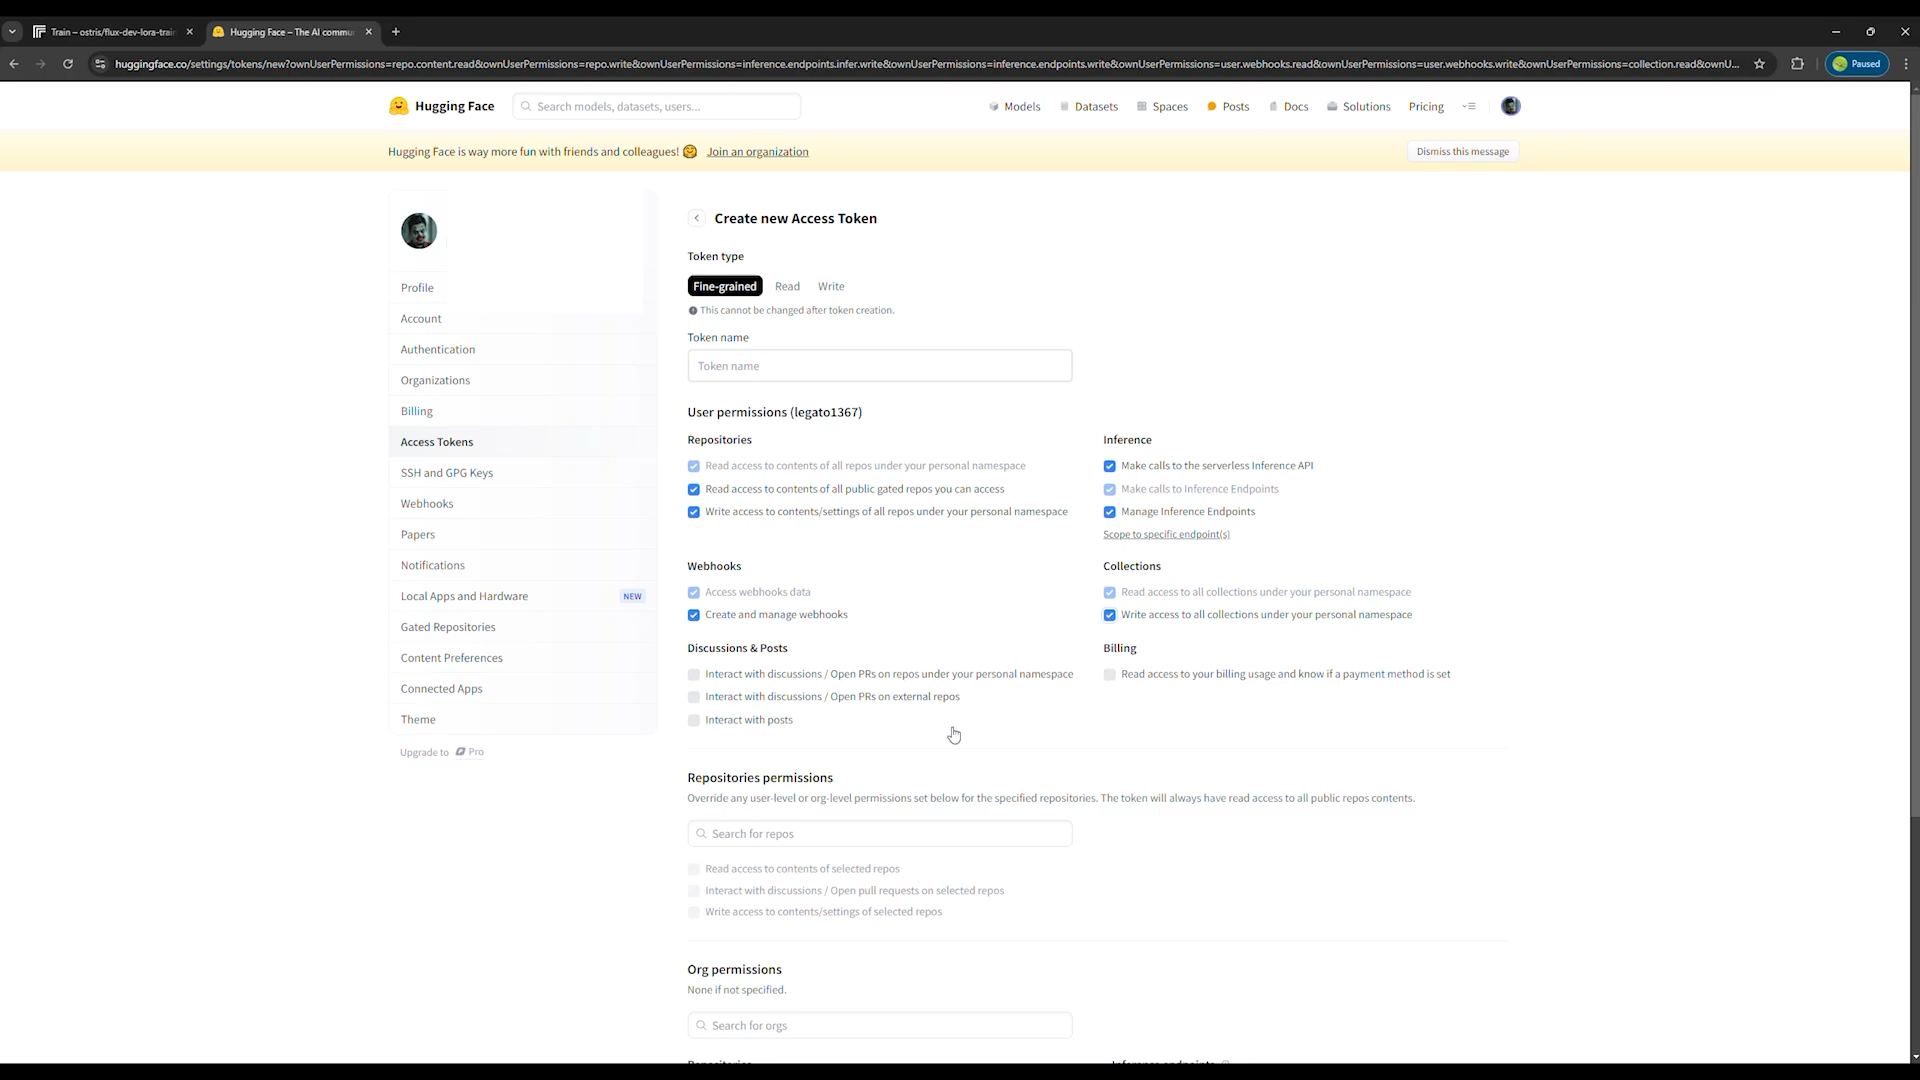 Train – ostris/flux-dev-lora-train
Hugging Face – The AI commu
huggingface.co/settings/tokens/new?ownUserPermissions=repo.content.read&ownUserPermissions=repo.write&ownUserPermissions=inference.endpoints.infer.write&ownUserPermissions=inference.endpoints.write&ownUserPermissions=user.webhooks.read&ownUserPermissions=user.webhooks.write&ownUserPermissions=collection.read&ownU...
Paused
Hugging Face
Search models, datasets, users...
Models
Datasets
Spaces
Posts
Docs
Solutions
Pricing
Hugging Face is way more fun with friends and colleagues! 🤗 Join an organization
Dismiss this message
Profile
Account
Authentication
Organizations
Billing
Access Tokens
SSH and GPG Keys
Webhooks
Papers
Notifications
Local Apps and Hardware NEW
Gated Repositories
Content Preferences
Connected Apps
Theme
Upgrade to Pro
Create new Access Token
Token type
Fine-grained Read Write
This cannot be changed after token creation.
Token name
Token name
User permissions (legato1367)
Repositories
Read access to contents of all repos under your personal namespace
Read access to contents of all public gated repos you can access
Write access to contents/settings of all repos under your personal namespace
Inference
Make calls to the serverless Inference API
Make calls to Inference Endpoints
Manage Inference Endpoints
Scope to specific endpoint(s)
Webhooks
Access webhooks data
Create and manage webhooks
Collections
Read access to all collections under your personal namespace
Write access to all collections under your personal namespace
Discussions & Posts
Interact with discussions / Open PRs on repos under your personal namespace
Interact with discussions / Open PRs on external repos
Interact with posts
Billing
Read access to your billing usage and know if a payment method is set
Repositories permissions
Override any user-level or org-level permissions set below for the specified repositories. The token will always have read access to all public repos contents.
Search for repos
Read access to contents of selected repos
Interact with discussions / Open pull requests on selected repos
Write access to contents/settings of selected repos
Org permissions
None if not specified.
Search for orgs